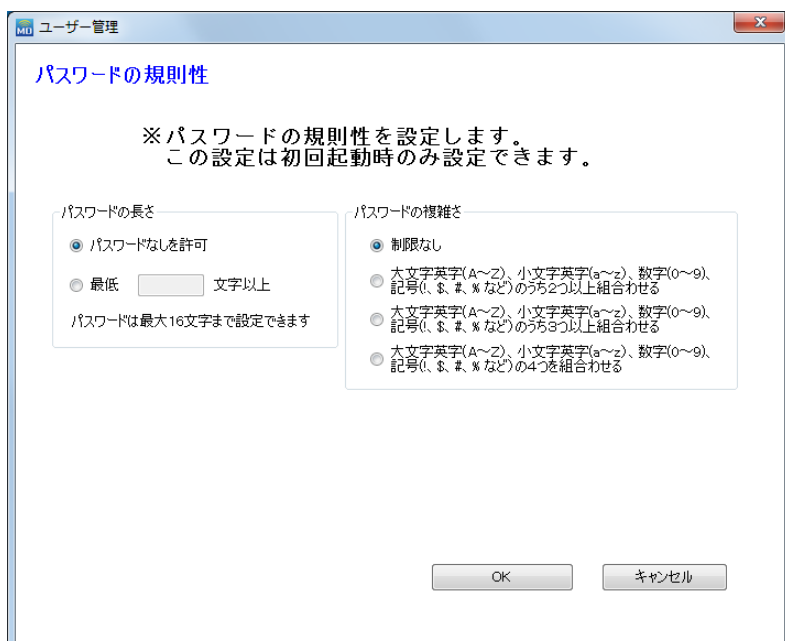 MD ユーザー管理
パスワードの規則性
※パスワードの規則性を設定します。
この設定は初回起動時のみ設定できます。
パスワードの長さ
パスワードなしを許可
最低 文字以上
パスワードは最大16文字まで設定できます
パスワードの複雑さ
制限なし
大文字英字(A～Z)、小文字英字(a～z)、数字(0～9)、
記号(!、$、#、% など)のうち2つ以上組合わせる
大文字英字(A～Z)、小文字英字(a～z)、数字(0～9)、
記号(!、$、#、% など)のうち3つ以上組合わせる
大文字英字(A～Z)、小文字英字(a～z)、数字(0～9)、
記号(!、$、#、% など)の4つを組合わせる
OK キャンセル